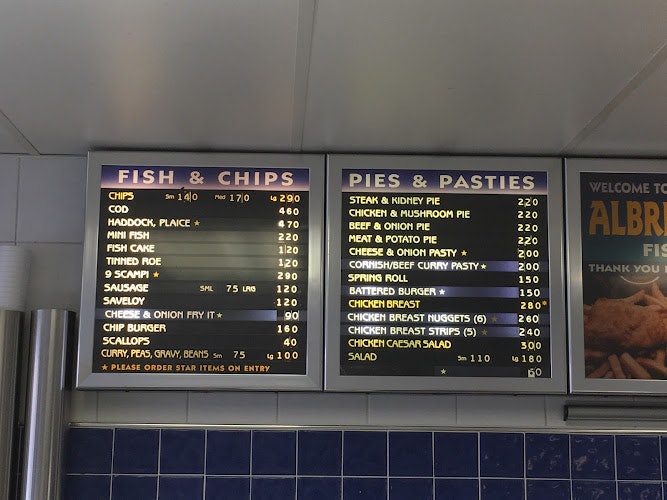 FISH & CHIPS
CHIPS Sm 140 Med 170 Lg 290
COD 460
HADDOCK, PLAICE ★ 470
MINI FISH 220
FISH CAKE 120
TINNED ROE 120
9 SCAMPI ★ 290
SAUSAGE SML 75 LRG 120
SAVELOY 120
CHEESE & ONION FRY IT ★ 90
CHIP BURGER 160
SCALLOPS 40
CURRY, PEAS, GRAVY, BEANS Sm 75 Lg 100
★ PLEASE ORDER STAR ITEMS ON ENTRY
PIES & PASTIES
STEAK & KIDNEY PIE 220
CHICKEN & MUSHROOM PIE 220
BEEF & ONION PIE 220
MEAT & POTATO PIE 220
CHEESE & ONION PASTY ★ 200
CORNISH/BEEF CURRY PASTY ★ 200
SPRING ROLL 150
BATTERED BURGER ★ 150
CHICKEN BREAST 280 ★
CHICKEN BREAST NUGGETS (6) ★ 260
CHICKEN BREAST STRIPS (5) ★ 240
CHICKEN CAESAR SALAD 300
SALAD Sm 110 Lg 180
★
WELCOME TO
FIS
THANK YOU